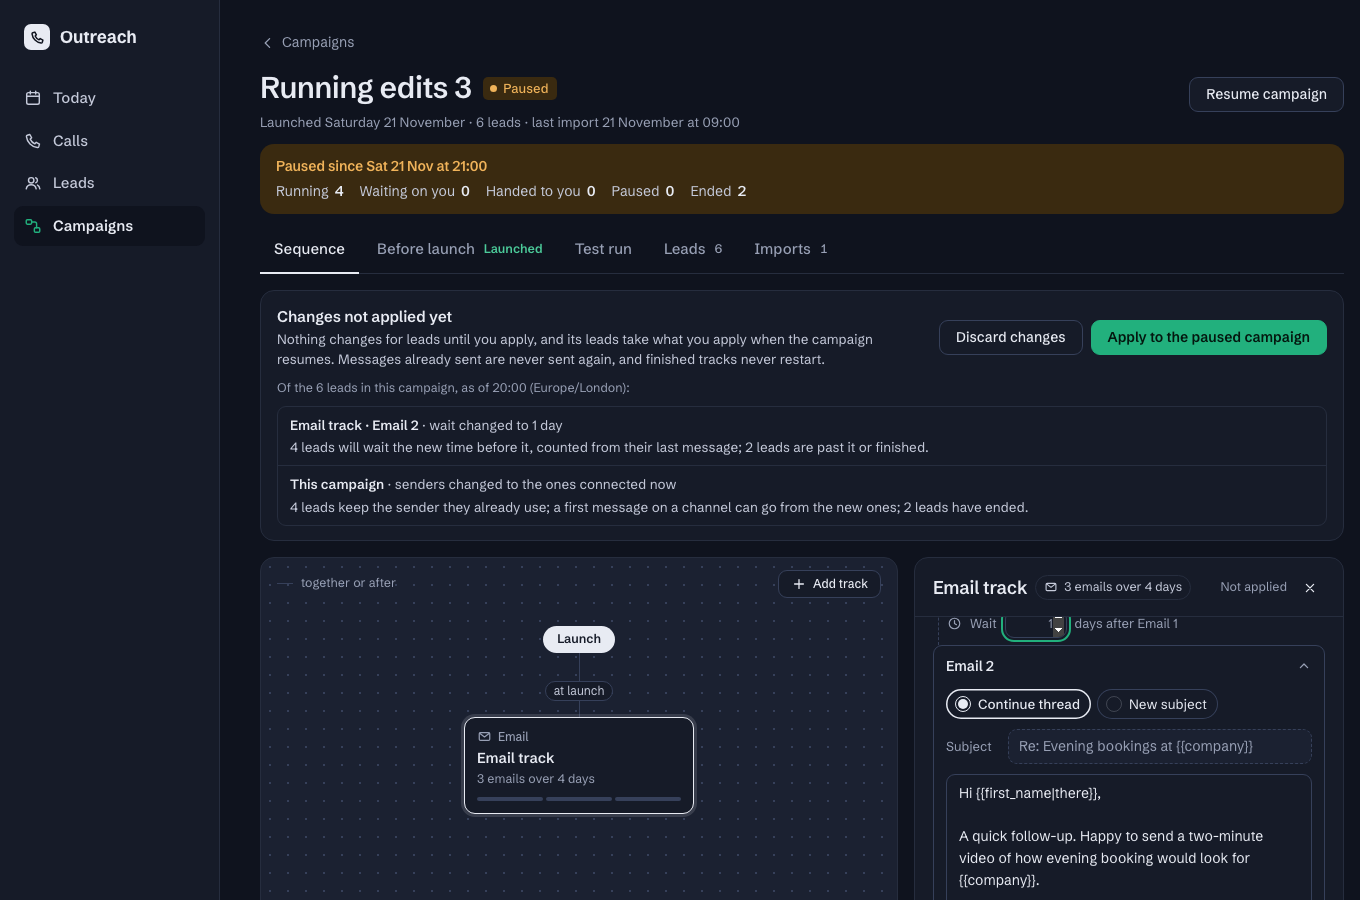 Outreach
Today
Calls
Leads
Campaigns
Campaigns
Running edits 3
Paused
Resume campaign
Launched Saturday 21 November · 6 leads · last import 21 November at 09:00
Paused since Sat 21 Nov at 21:00
Running 4 Waiting on you 0 Handed to you 0 Paused 0 Ended 2
Sequence
Before launch Launched
Test run
Leads 6
Imports 1
Changes not applied yet
Nothing changes for leads until you apply, and its leads take what you apply when the campaign
resumes. Messages already sent are never sent again, and finished tracks never restart.
Discard changes
Apply to the paused campaign
Of the 6 leads in this campaign, as of 20:00 (Europe/London):
Email track · Email 2 · wait changed to 1 day
4 leads will wait the new time before it, counted from their last message; 2 leads are past it or finished.
This campaign · senders changed to the ones connected now
4 leads keep the sender they already use; a first message on a channel can go from the new ones; 2 leads have ended.
together or after
Add track
Launch
at launch
Email
Email track
3 emails over 4 days
Email track
3 emails over 4 days
Not applied
Wait 1 days after Email 1
Email 2
Continue thread
New subject
Subject
Re: Evening bookings at {{company}}
Hi {{first_name|there}},
A quick follow-up. Happy to send a two-minute
video of how evening booking would look for
{{company}}.